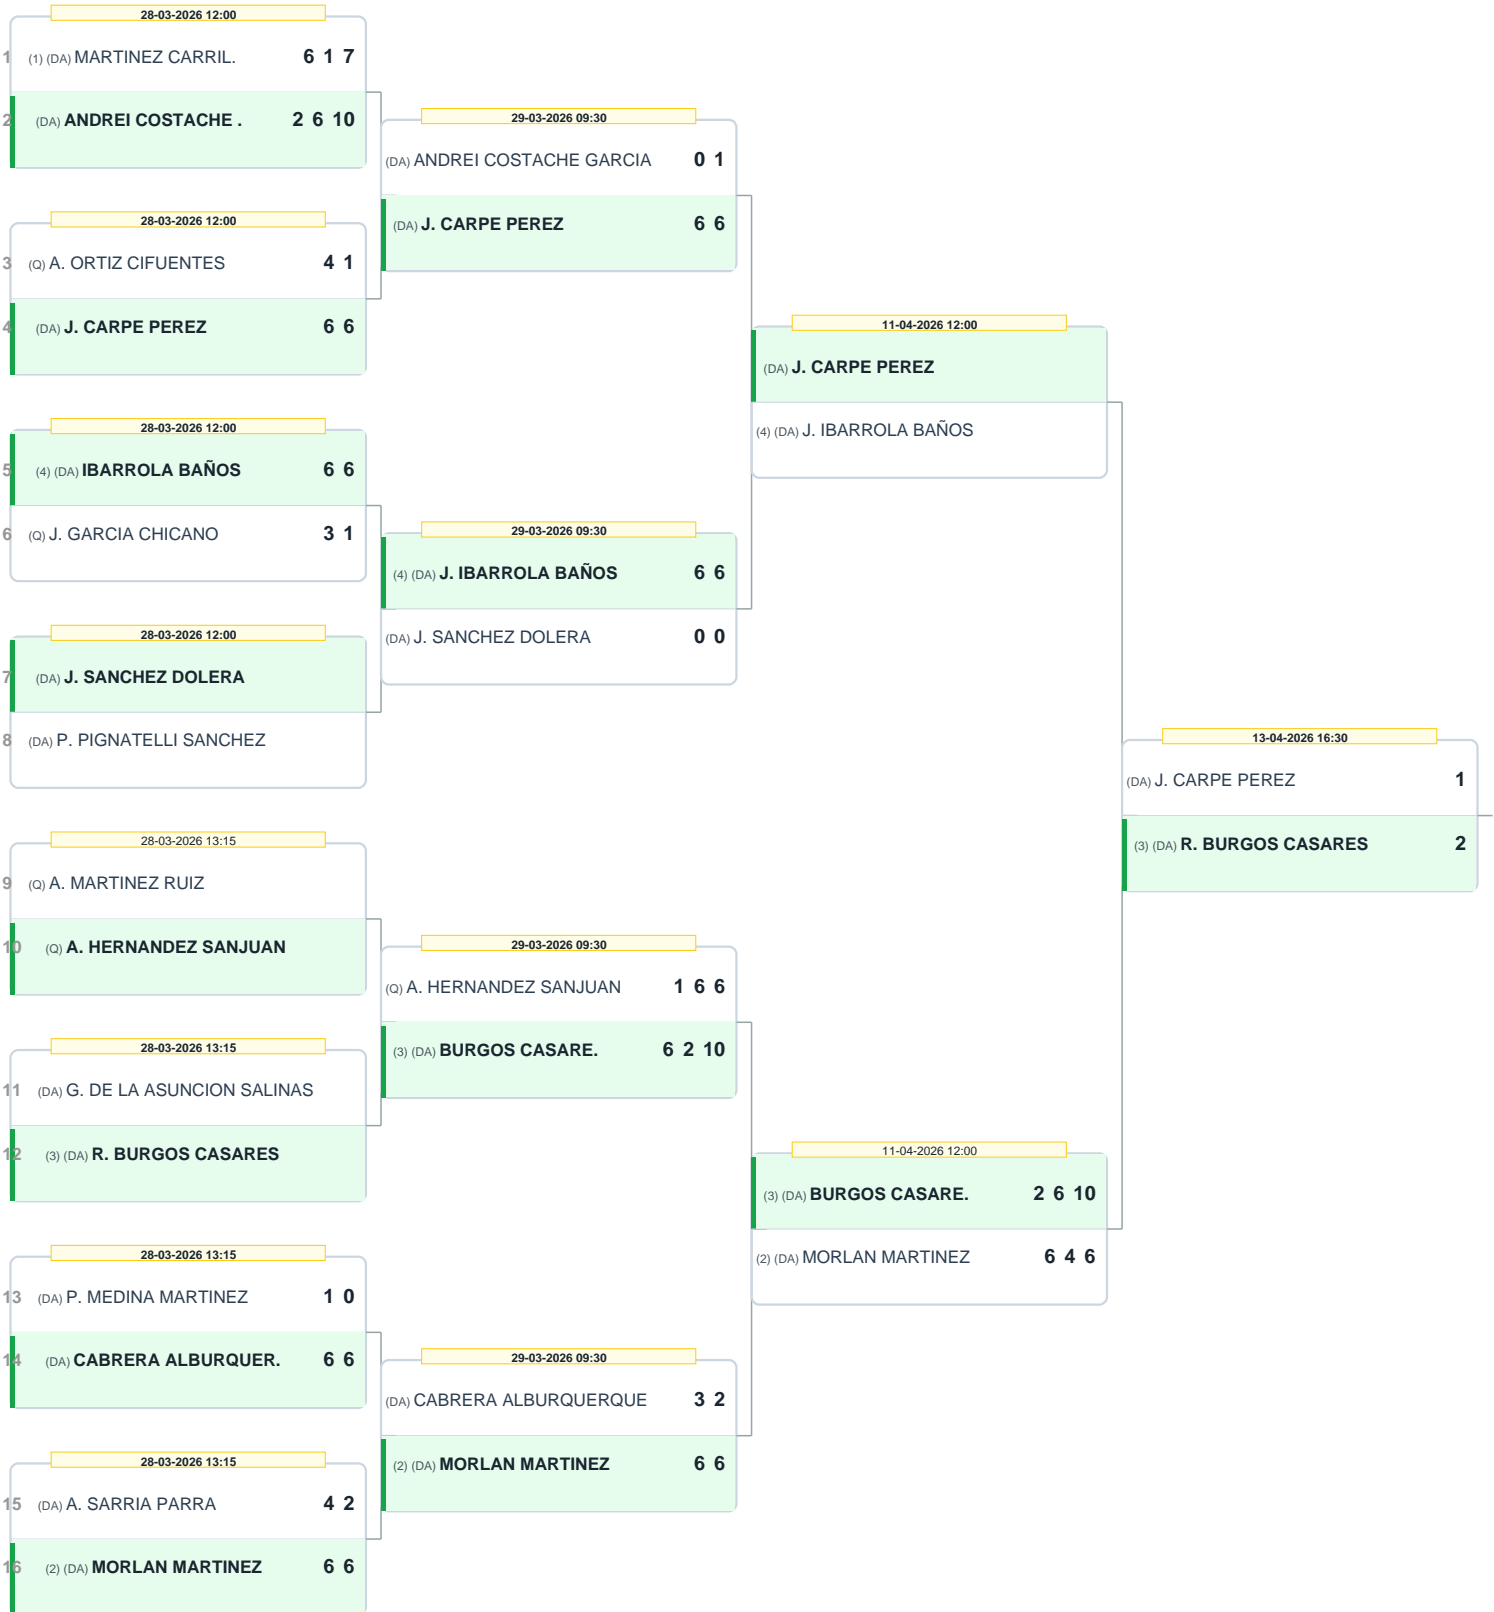 28-03-2026 12:00
1 (1) (DA) MARTINEZ CARRIL. 6 1 7
2 (DA) ANDREI COSTACHE . 2 6 10
28-03-2026 12:00
3 (Q) A. ORTIZ CIFUENTES 4 1
4 (DA) J. CARPE PEREZ 6 6
28-03-2026 12:00
5 (4) (DA) IBARROLA BAÑOS 6 6
6 (Q) J. GARCIA CHICANO 3 1
28-03-2026 12:00
7 (DA) J. SANCHEZ DOLERA
8 (DA) P. PIGNATELLI SANCHEZ
28-03-2026 13:15
9 (Q) A. MARTINEZ RUIZ
10 (Q) A. HERNANDEZ SANJUAN
28-03-2026 13:15
11 (DA) G. DE LA ASUNCION SALINAS
12 (3) (DA) R. BURGOS CASARES
28-03-2026 13:15
13 (DA) P. MEDINA MARTINEZ 1 0
14 (DA) CABRERA ALBURQUER. 6 6
28-03-2026 13:15
15 (DA) A. SARRIA PARRA 4 2
16 (2) (DA) MORLAN MARTINEZ 6 6
29-03-2026 09:30
(DA) ANDREI COSTACHE GARCIA 0 1
(DA) J. CARPE PEREZ 6 6
29-03-2026 09:30
(4) (DA) J. IBARROLA BAÑOS 6 6
(DA) J. SANCHEZ DOLERA 0 0
29-03-2026 09:30
(Q) A. HERNANDEZ SANJUAN 1 6 6
(3) (DA) BURGOS CASARE. 6 2 10
29-03-2026 09:30
(DA) CABRERA ALBURQUERQUE 3 2
(2) (DA) MORLAN MARTINEZ 6 6
11-04-2026 12:00
(DA) J. CARPE PEREZ
(4) (DA) J. IBARROLA BAÑOS
11-04-2026 12:00
(3) (DA) BURGOS CASARE. 2 6 10
(2) (DA) MORLAN MARTINEZ 6 4 6
13-04-2026 16:30
(DA) J. CARPE PEREZ 1
(3) (DA) R. BURGOS CASARES 2